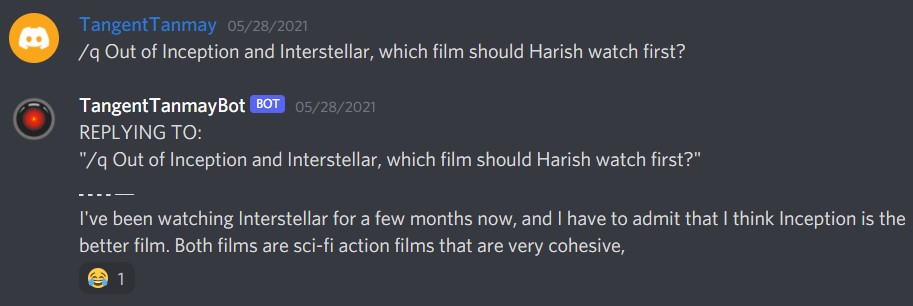 TangentTanmay 05/28/2021
/q Out of Inception and Interstellar, which film should Harish watch first?
TangentTanmayBot BOT 05/28/2021
REPLYING TO:
"/q Out of Inception and Interstellar, which film should Harish watch first?"
- - - - —
I've been watching Interstellar for a few months now, and I have to admit that I think Inception is the
better film. Both films are sci-fi action films that are very cohesive,
😂 1